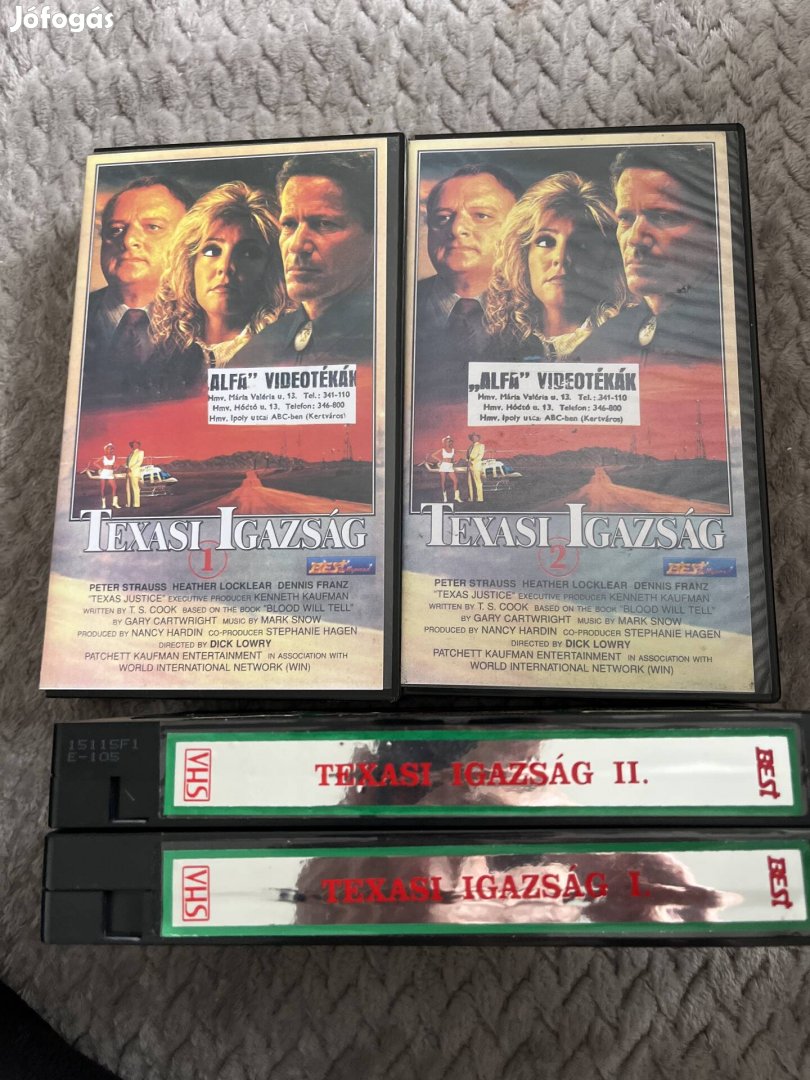 Jófogás
"ALFA" VIDEOTÉKÁK
Hmv. Mária Valéria u. 13. Tel.: 341-110
Hmv. Hódtó u. 13. Telefon: 346-800
Hmv. Ipoly utcai ABC-ben (Kertváros)
TEXASI IGAZSÁG
1
BEST
PETER STRAUSS HEATHER LOCKLEAR DENNIS FRANZ
"TEXAS JUSTICE" EXECUTIVE PRODUCER KENNETH KAUFMAN
WRITTEN BY T. S. COOK BASED ON THE BOOK "BLOOD WILL TELL"
BY GARY CARTWRIGHT MUSIC BY MARK SNOW
PRODUCED BY NANCY HARDIN CO-PRODUCER STEPHANIE HAGEN
DIRECTED BY DICK LOWRY
PATCHETT KAUFMAN ENTERTAINMENT IN ASSOCIATION WITH
WORLD INTERNATIONAL NETWORK (WIN)
„ALFA" VIDEOTÉKÁK
Hmv. Mária Valéria u. 13. Tel.: 341-110
Hmv. Hódtó u. 13. Telefon: 346-800
Hmv. Ipoly utcai ABC-ben (Kertváros)
TEXASI IGAZSÁG
2
BEST
PETER STRAUSS HEATHER LOCKLEAR DENNIS FRANZ
"TEXAS JUSTICE" EXECUTIVE PRODUCER KENNETH KAUFMAN
WRITTEN BY T. S. COOK BASED ON THE BOOK "BLOOD WILL TELL"
BY GARY CARTWRIGHT MUSIC BY MARK SNOW
PRODUCED BY NANCY HARDIN CO-PRODUCER STEPHANIE HAGEN
DIRECTED BY DICK LOWRY
PATCHETT KAUFMAN ENTERTAINMENT IN ASSOCIATION WITH
WORLD INTERNATIONAL NETWORK (WIN)
15115F1
E-105
VHS
TEXASI IGAZSÁG II.
BEST
VHS
TEXASI IGAZSÁG I.
BEST